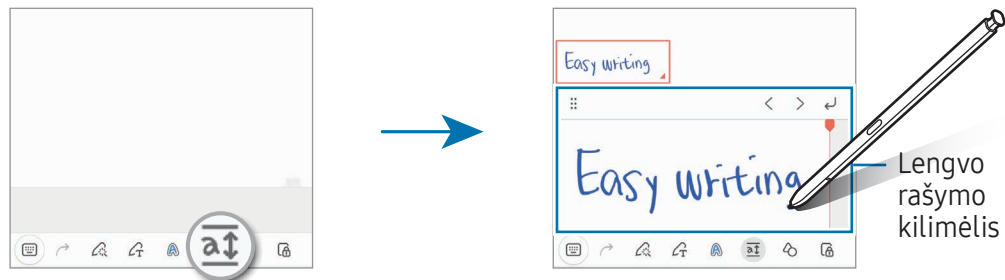 Easy writing
Easy writing
Lengvo
rašymo
kilimėlis